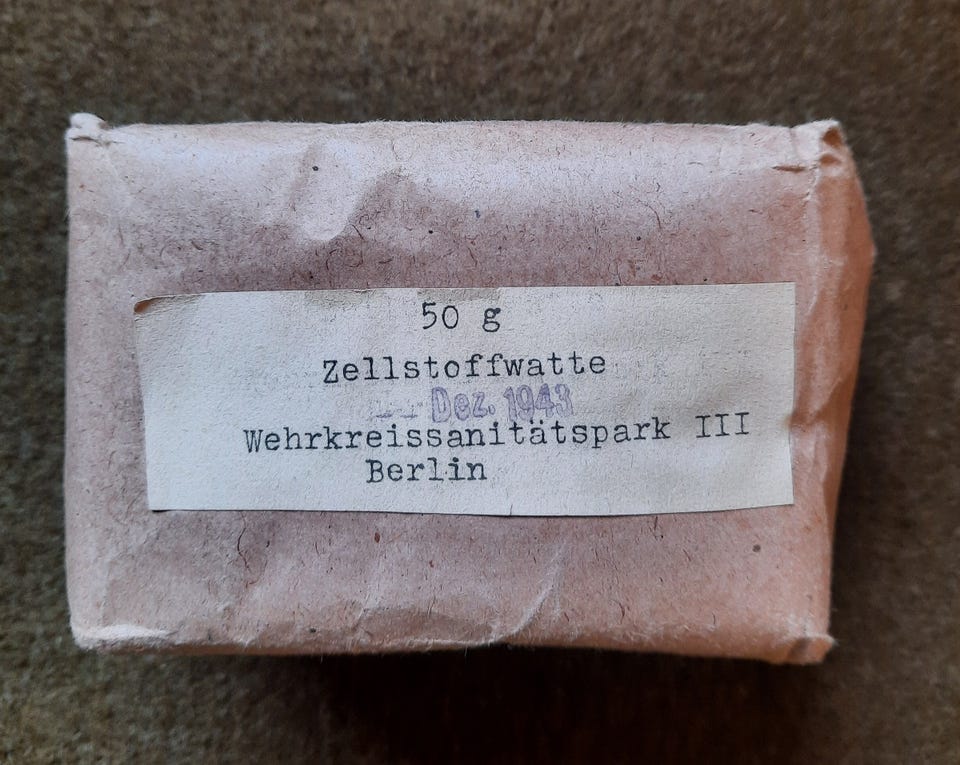 50 g
Zellstoffwatte
Dez. 1943
Wehrkreissanitätspark III
Berlin